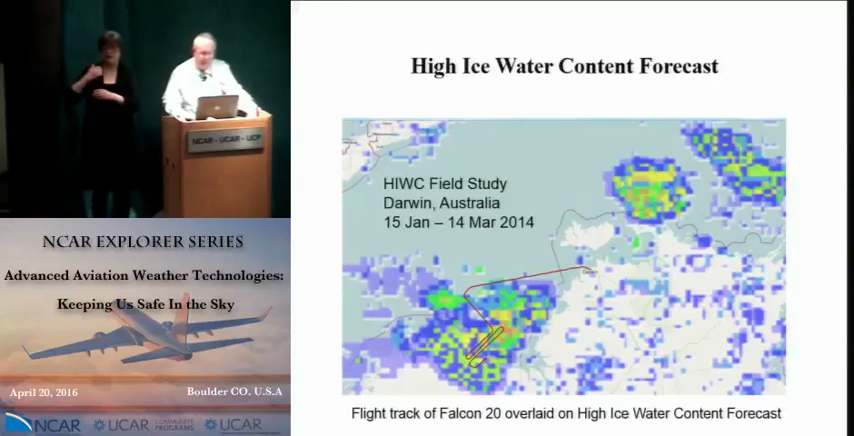 NCAR - UCAR - UCP
NCAR EXPLORER SERIES
Advanced Aviation Weather Technologies:
Keeping Us Safe In the Sky
April 20, 2016
Boulder CO. U.S.A
NCAR
UCAR
COMMUNITY
PROGRAMS
UCAR
High Ice Water Content Forecast
HIWC Field Study
Darwin, Australia
15 Jan – 14 Mar 2014
Flight track of Falcon 20 overlaid on High Ice Water Content Forecast